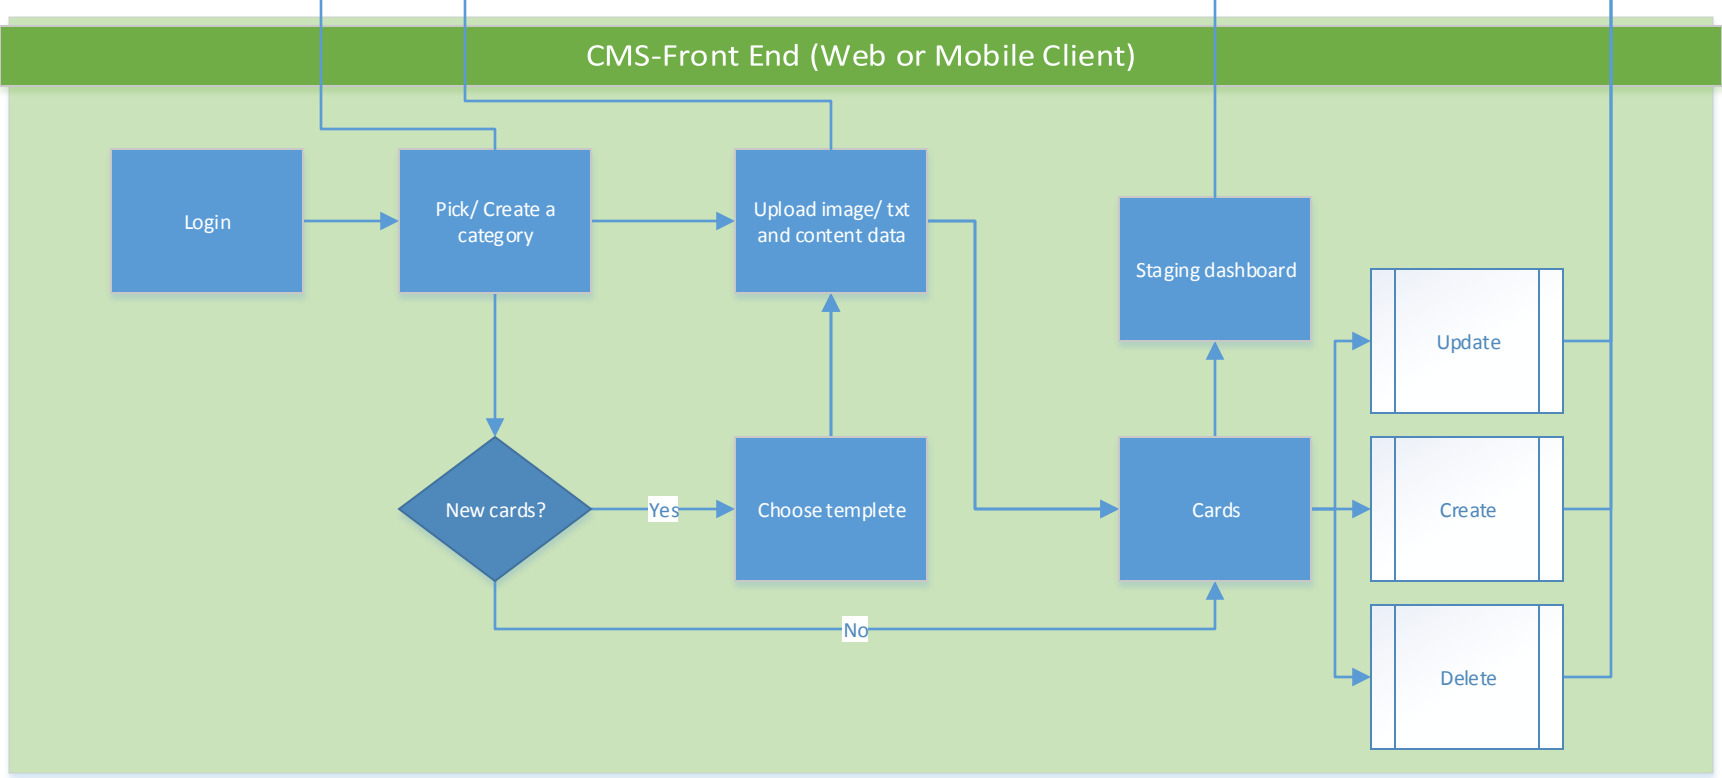 CMS-Front End (Web or Mobile Client)
Login
Pick/ Create a
category
Upload image/ txt
and content data
Staging dashboard
Update
New cards?
Yes
Choose templete
Cards
Create
No
Delete